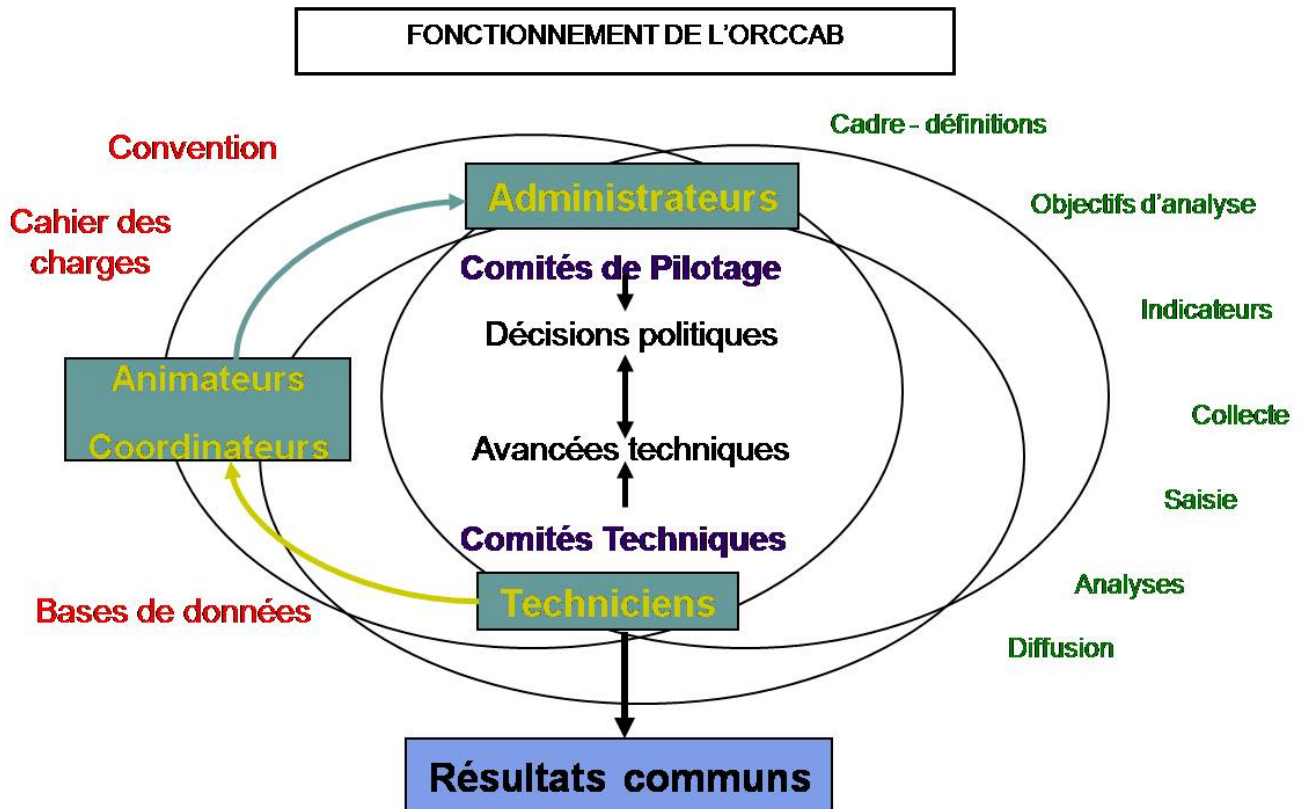 FONCTIONNEMENT DE L'ORCCAB
Convention
Cahier des
charges
Bases de données
Administrateurs
Comités de Pilotage
Décisions politiques
Avancées techniques
Comités Techniques
Techniciens
Animateurs
Coordinateurs
Cadre - définitions
Objectifs d'analyse
Indicateurs
Collecte
Saisie
Analyses
Diffusion
Résultats communs